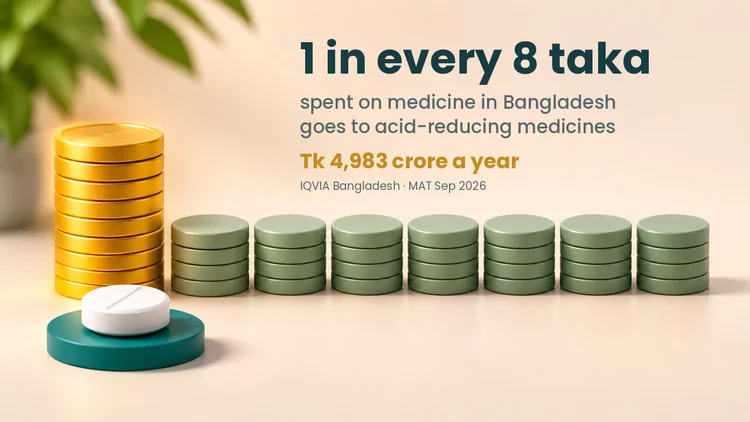 1 in every 8 taka
spent on medicine in Bangladesh
goes to acid-reducing medicines
Tk 4,983 crore a year
IQVIA Bangladesh · MAT Sep 2026